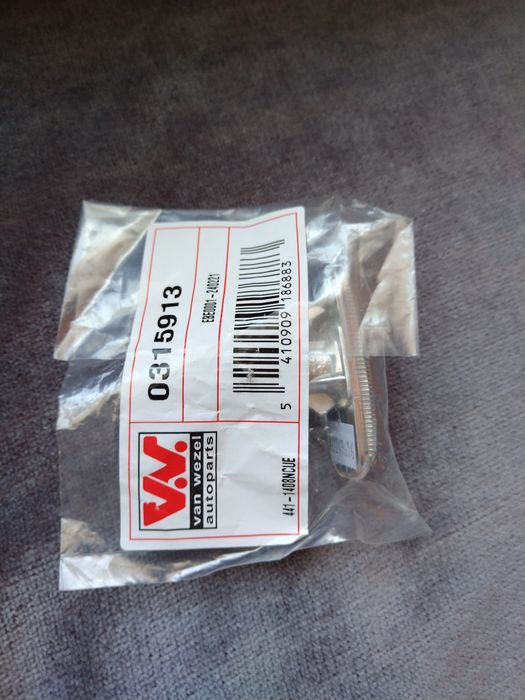 0315913
EBE0001-240221
5 410909 186883
V.V.
van wezel
autoparts
441-1408NCUE